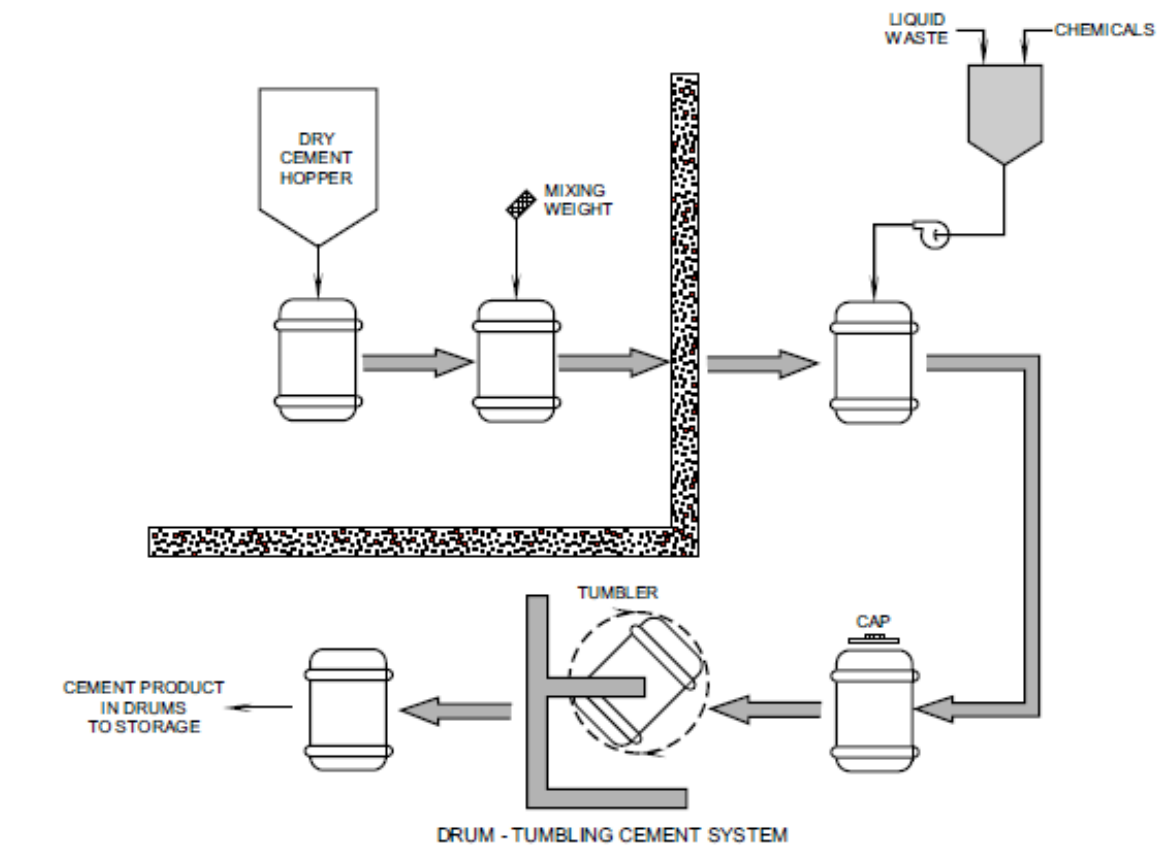 LIQUID
WASTE
CHEMICALS
DRY
CEMENT
HOPPER
MIXING
WEIGHT
TUMBLER
CAP
CEMENT PRODUCT
IN DRUMS
TO STORAGE
DRUM - TUMBLING CEMENT SYSTEM